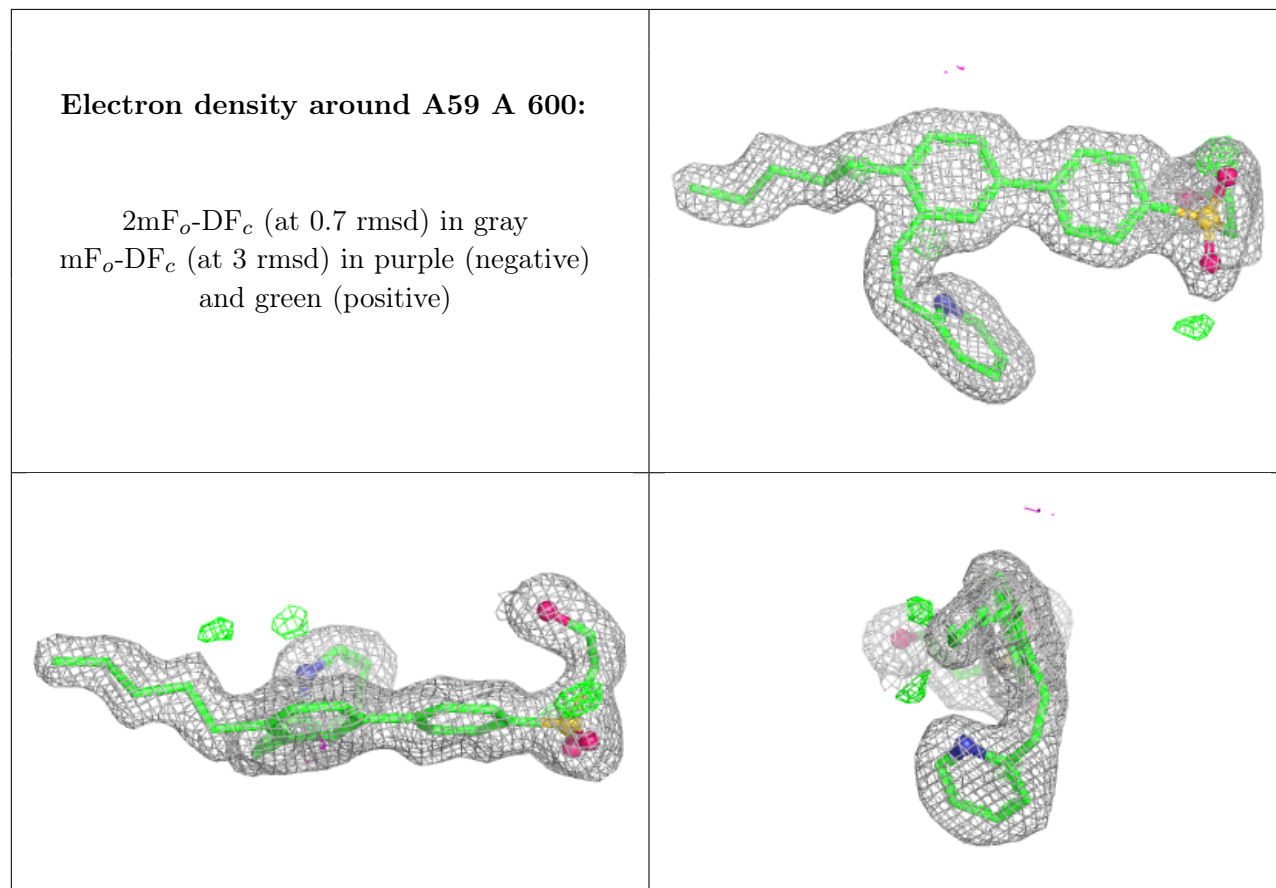 Electron density around A59 A 600:
2mFo-DFc (at 0.7 rmsd) in gray
mFo-DFc (at 3 rmsd) in purple (negative)
and green (positive)